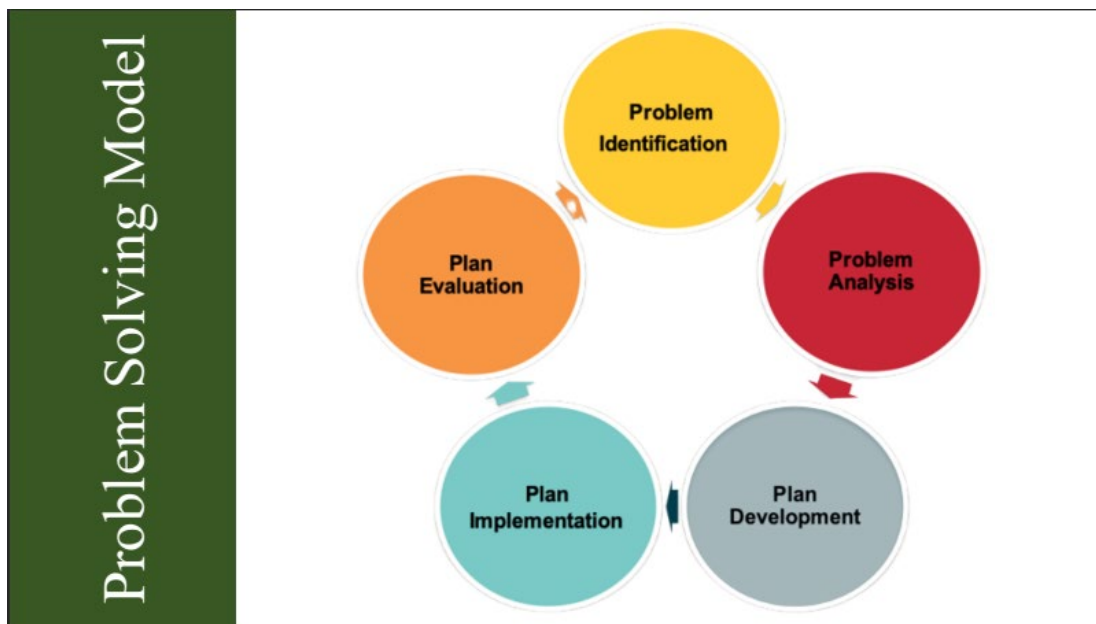 Problem Solving Model
Problem
Identification
Problem
Analysis
Plan
Development
Plan
Implementation
Plan
Evaluation